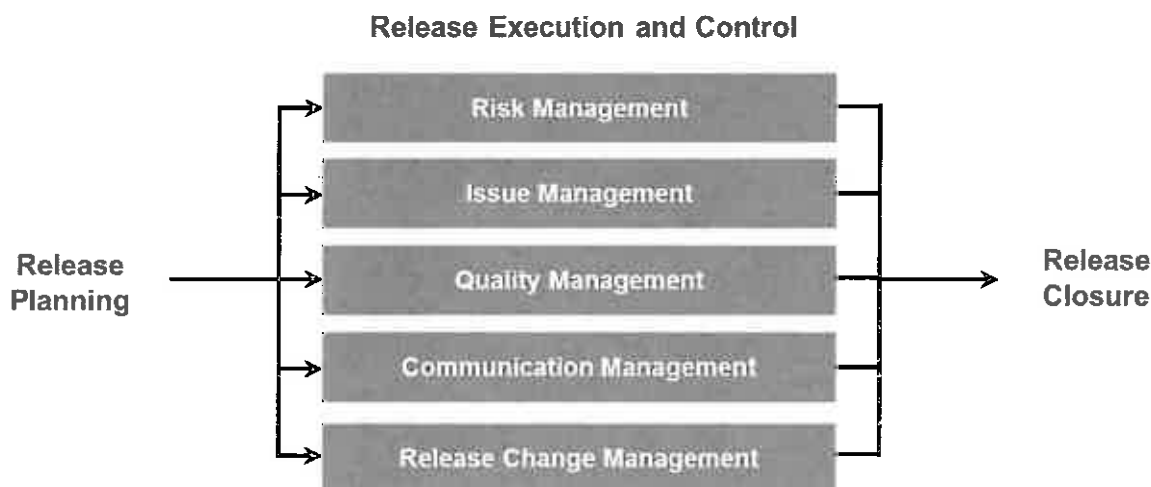 Release Execution and Control
Risk Management
Issue Management
Release
Planning
Quality Management
Release
Closure
Communication Management
Release Change Management